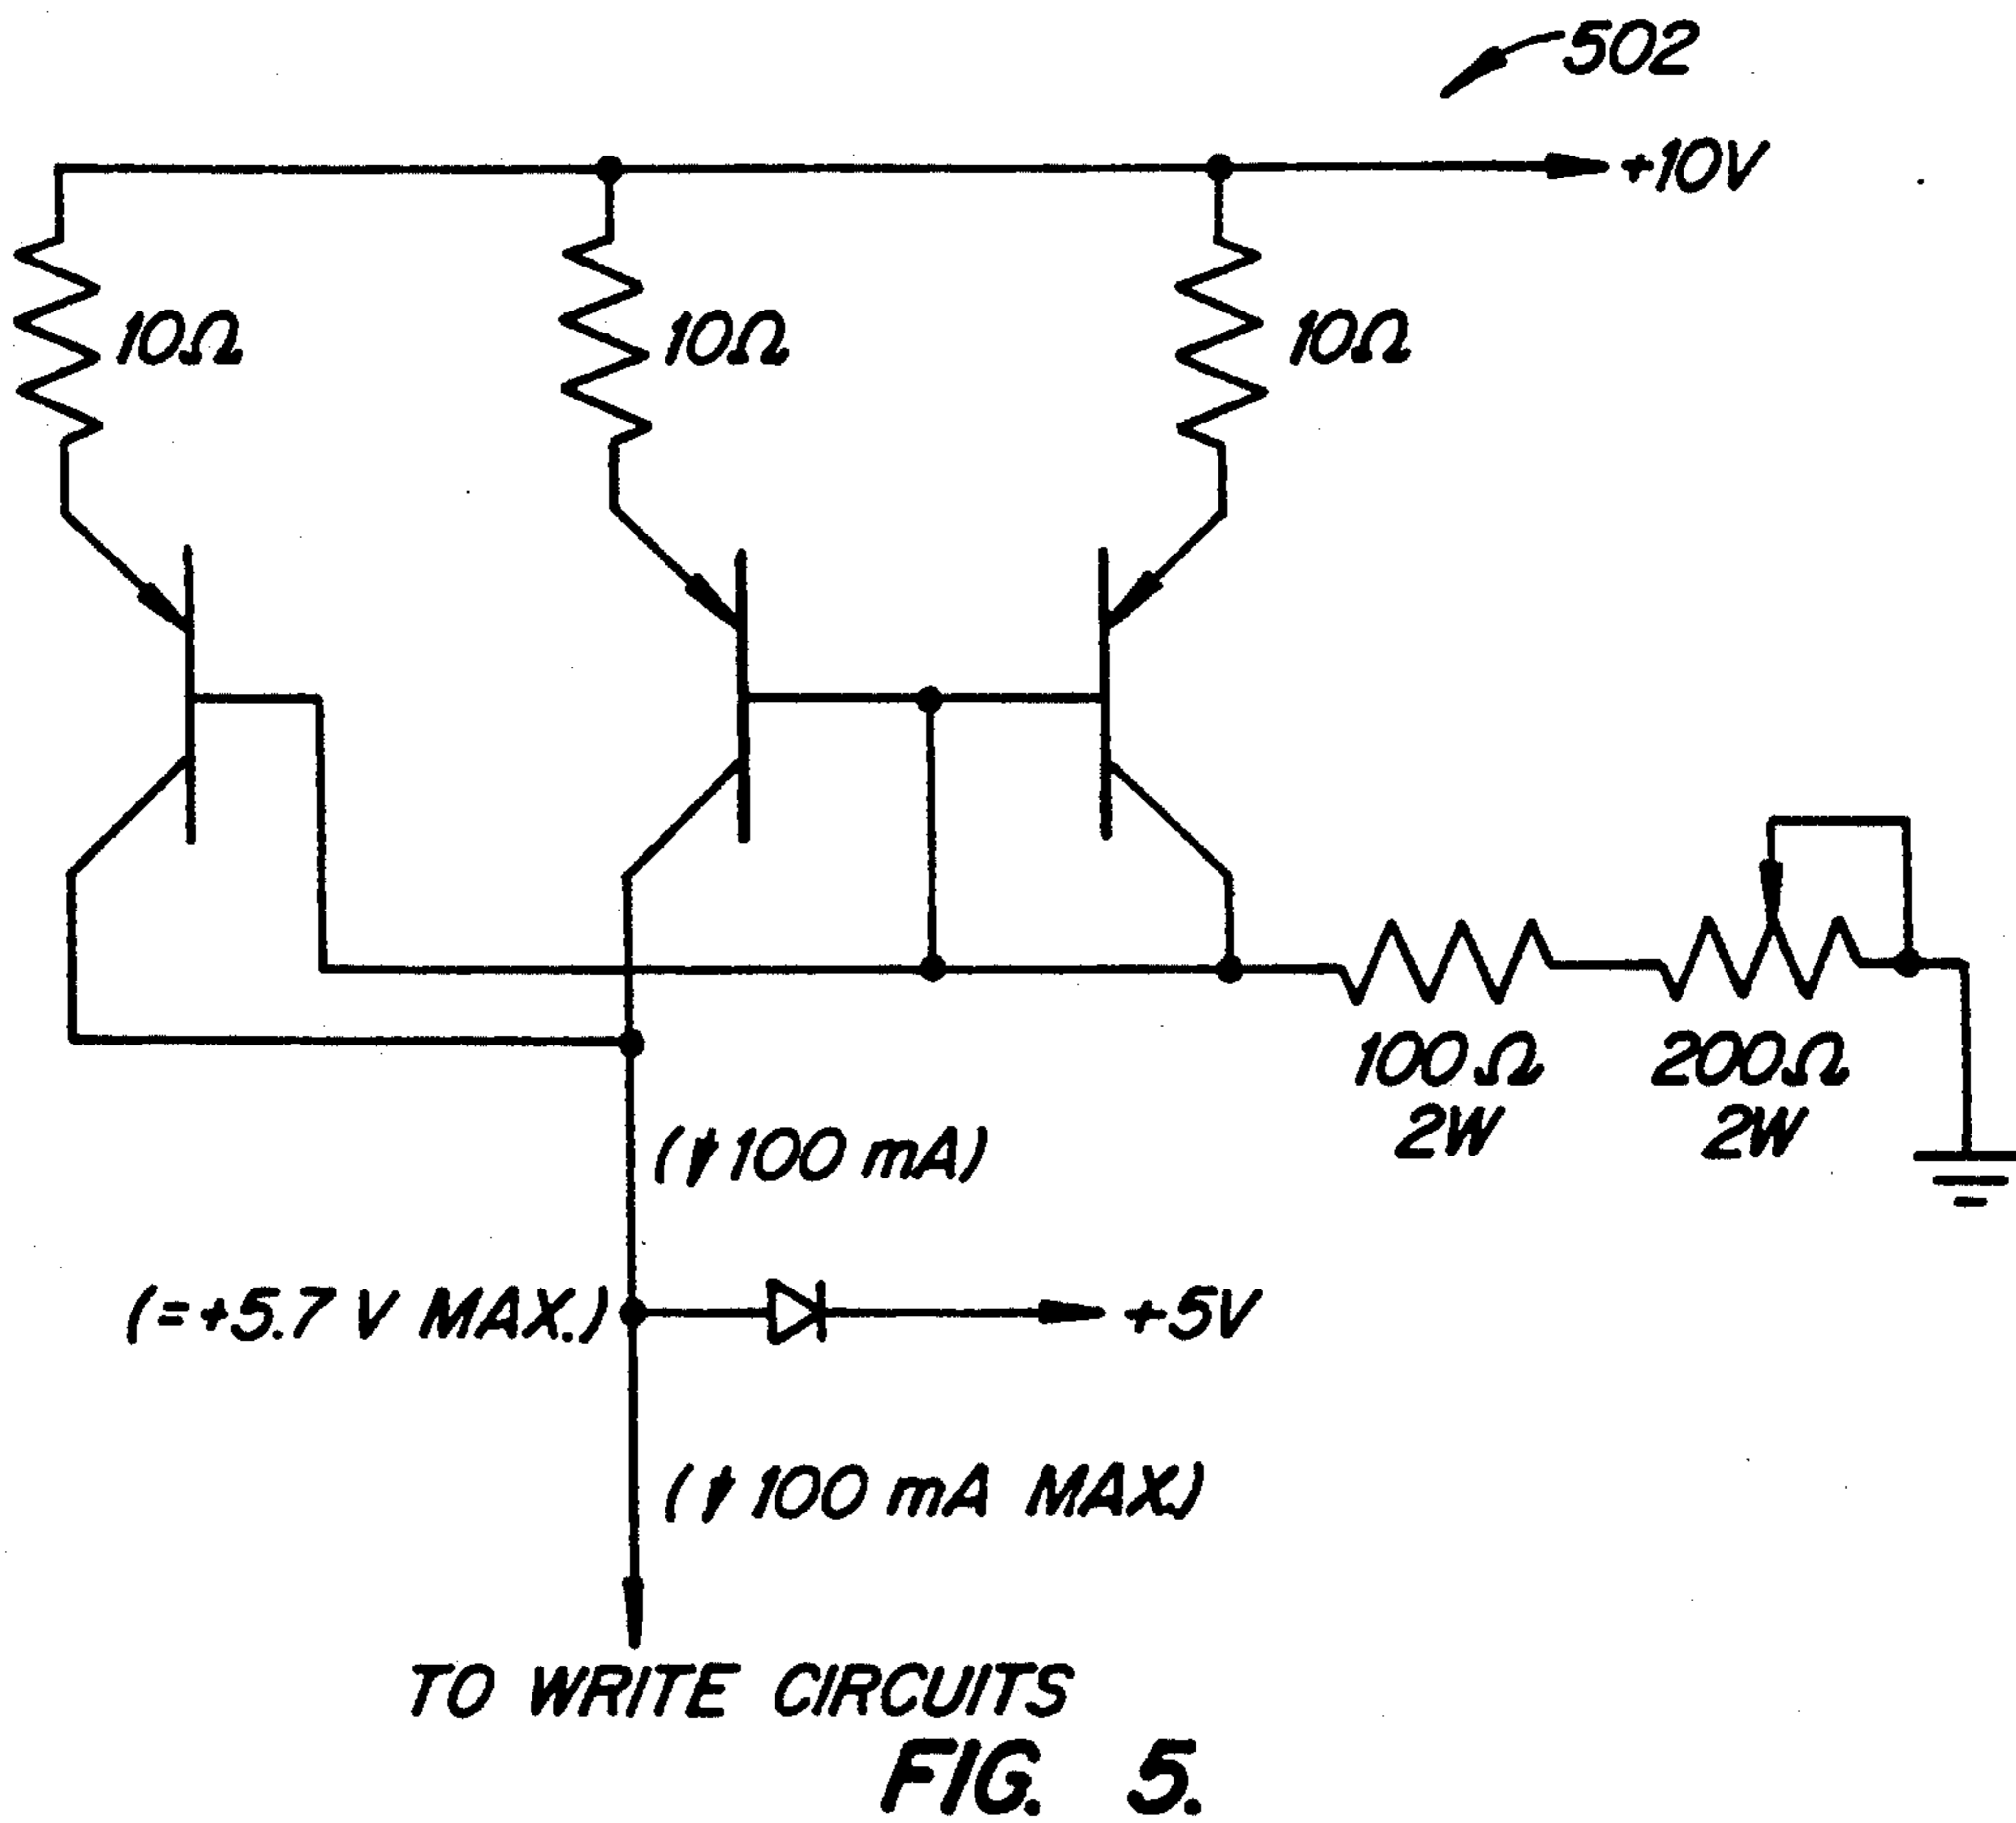 502
+10V
10Ω
10Ω
10Ω
100Ω
2W
200Ω
2W
(↓100 mA)
(=+5.7 V MAX.)
+5V
(↓100 mA MAX)
TO WRITE CIRCUITS
FIG. 5.